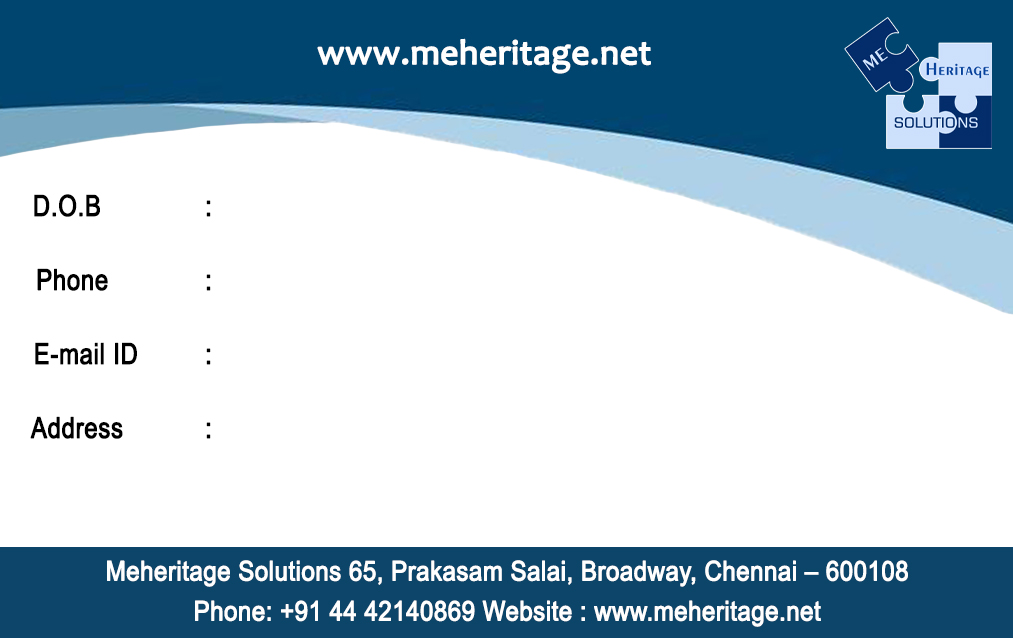 www.meheritage.net
ME
HERITAGE
SOLUTIONS
D.O.B :
Phone :
E-mail ID :
Address :
Meheritage Solutions 65, Prakasam Salai, Broadway, Chennai – 600108
Phone: +91 44 42140869 Website : www.meheritage.net